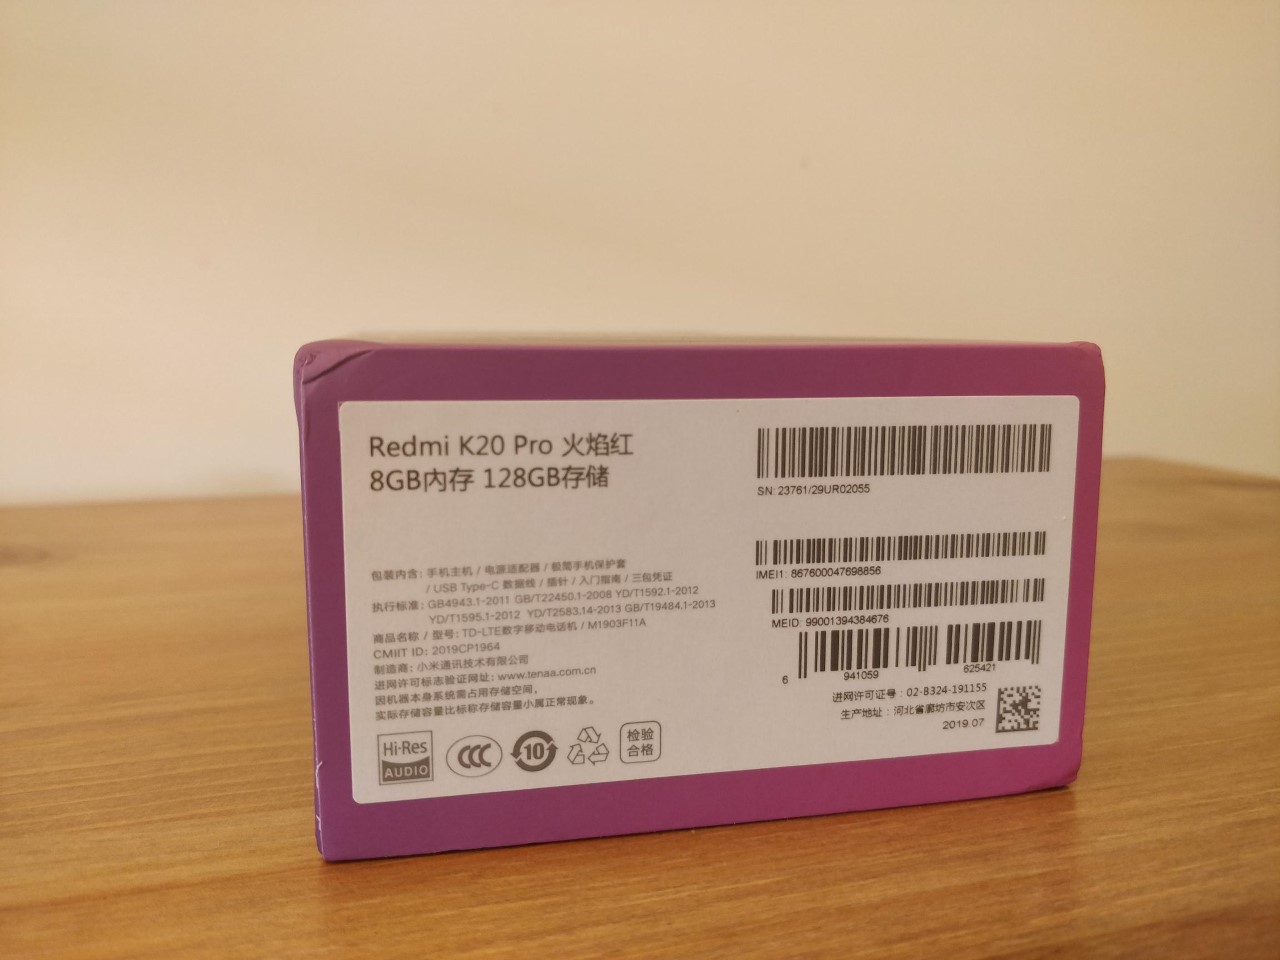 Redmi K20 Pro 火焰红
8GB内存 128GB存储
包装内含: 手机主机 / 电源适配器 / 极简手机保护套
/ USB Type-C 数据线 / 插针 / 入门指南 / 三包凭证
执行标准: GB4943.1-2011 GB/T22450.1-2008 YD/T1592.1-2012
YD/T1595.1-2012 YD/T2583.14-2013 GB/T19484.1-2013
商品名称 / 型号: TD-LTE数字移动电话机 / M1903F11A
CMIIT ID: 2019CP1964
制造商: 小米通讯技术有限公司
进网许可标志验证网址: www.tenaa.com.cn
因机器本身系统需占用存储空间，
实际存储容量比标称存储容量小属正常现象。
Hi-Res
AUDIO
CCC
10
检验
合格
SN: 23761/29UR02055
IMEI1: 867600047698856
MEID: 99001394384676
6 941059 625421
进网许可证号: 02-B324-191155
生产地址: 河北省廊坊市安次区
2019.07